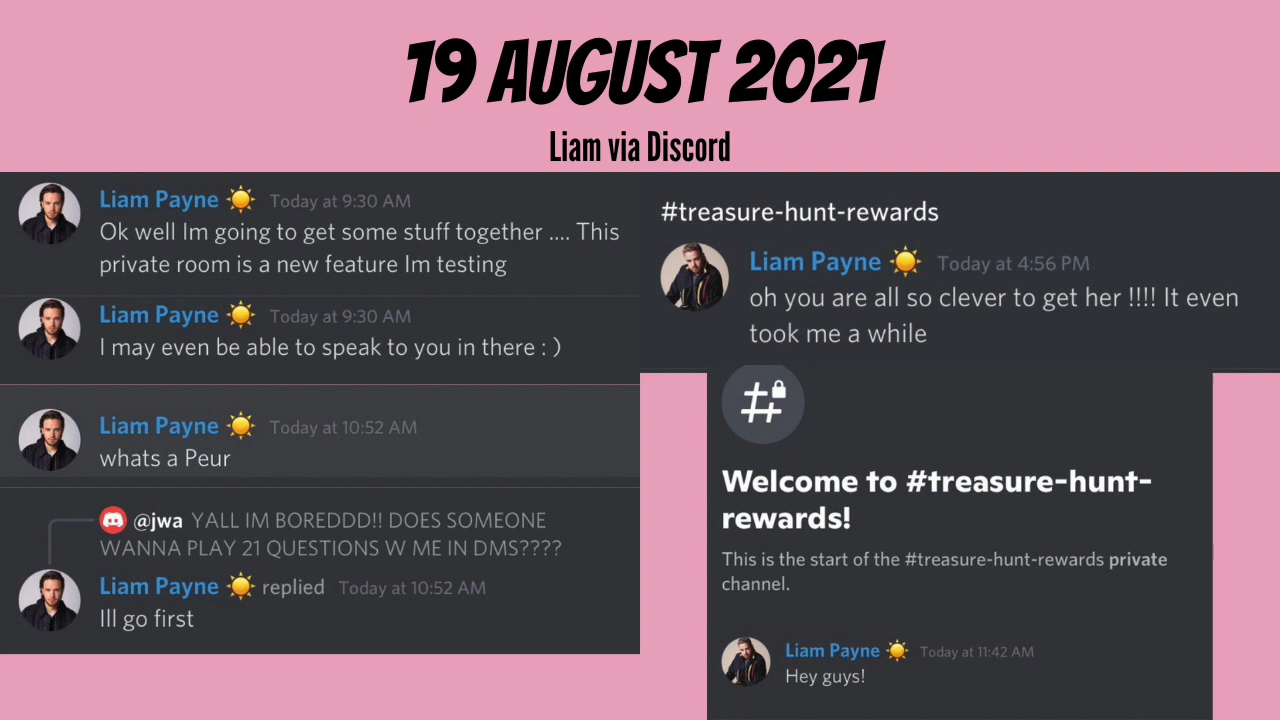 19 AUGUST 2021
Liam via Discord
Liam Payne ☀️ Today at 9:30 AM
Ok well Im going to get some stuff together .... This
private room is a new feature Im testing
Liam Payne ☀️ Today at 9:30 AM
I may even be able to speak to you in there : )
Liam Payne ☀️ Today at 10:52 AM
whats a Peur
@jwa YALL IM BOREDDD!! DOES SOMEONE
WANNA PLAY 21 QUESTIONS W ME IN DMS????
Liam Payne ☀️ replied Today at 10:52 AM
Ill go first
#treasure-hunt-rewards
Liam Payne ☀️ Today at 4:56 PM
oh you are all so clever to get her !!!! It even
took me a while
Welcome to #treasure-hunt-
rewards!
This is the start of the #treasure-hunt-rewards private
channel.
Liam Payne ☀️ Today at 11:42 AM
Hey guys!